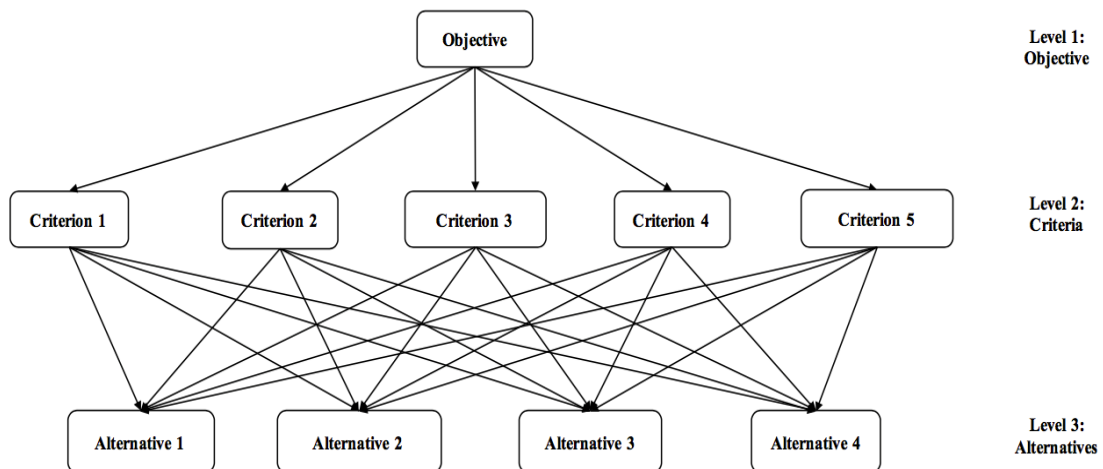 Objective
Level 1:
Objective
Criterion 1
Criterion 2
Criterion 3
Criterion 4
Criterion 5
Level 2:
Criteria
Alternative 1
Alternative 2
Alternative 3
Alternative 4
Level 3:
Alternatives